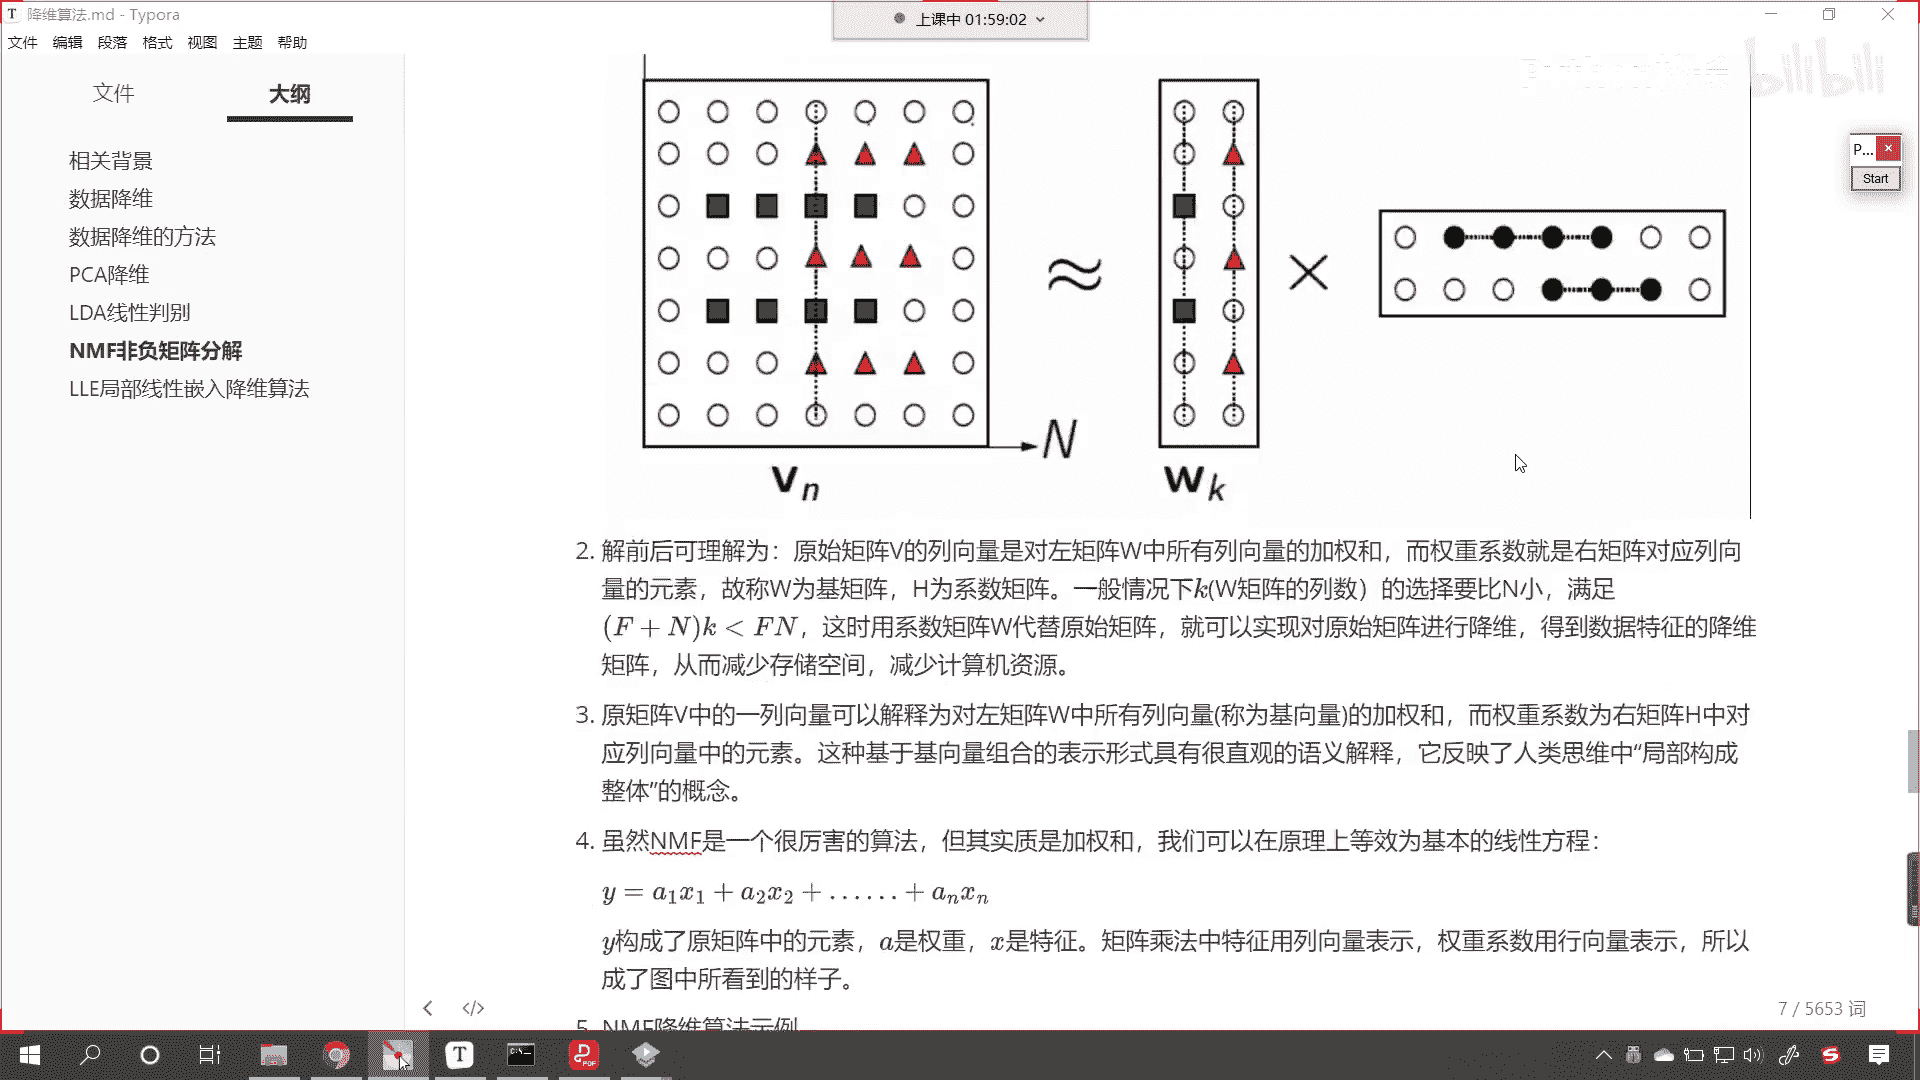 降维算法.md - Typora
上课中 01:59:02
文件 编辑 段落 格式 视图 主题 帮助
文件 大纲
相关背景
数据降维
数据降维的方法
PCA降维
LDA线性判别
NMF非负矩阵分解
LLE局部线性嵌入降维算法
bilibili
P...
Start
≈
×
N
Vn
Wk
2. 解前后可理解为：原始矩阵V的列向量是对左矩阵W中所有列向量的加权和，而权重系数就是右矩阵对应列向
量的元素，故称W为基矩阵，H为系数矩阵。一般情况下k(W矩阵的列数）的选择要比N小，满足
(F + N)k < FN，这时用系数矩阵W代替原始矩阵，就可以实现对原始矩阵进行降维，得到数据特征的降维
矩阵，从而减少存储空间，减少计算机资源。
3. 原矩阵V中的一列向量可以解释为对左矩阵W中所有列向量(称为基向量)的加权和，而权重系数为右矩阵H中对
应列向量中的元素。这种基于基向量组合的表示形式具有很直观的语义解释，它反映了人类思维中“局部构成
整体”的概念。
4. 虽然NMF是一个很厉害的算法，但其实质是加权和，我们可以在原理上等效为基本的线性方程：
y = a₁x₁ + a₂x₂ + …… + aₙxₙ
y构成了原矩阵中的元素，a是权重，x是特征。矩阵乘法中特征用列向量表示，权重系数用行向量表示，所以
成了图中所看到的样子。
5. NMF降维算法示例
7 / 5653 词